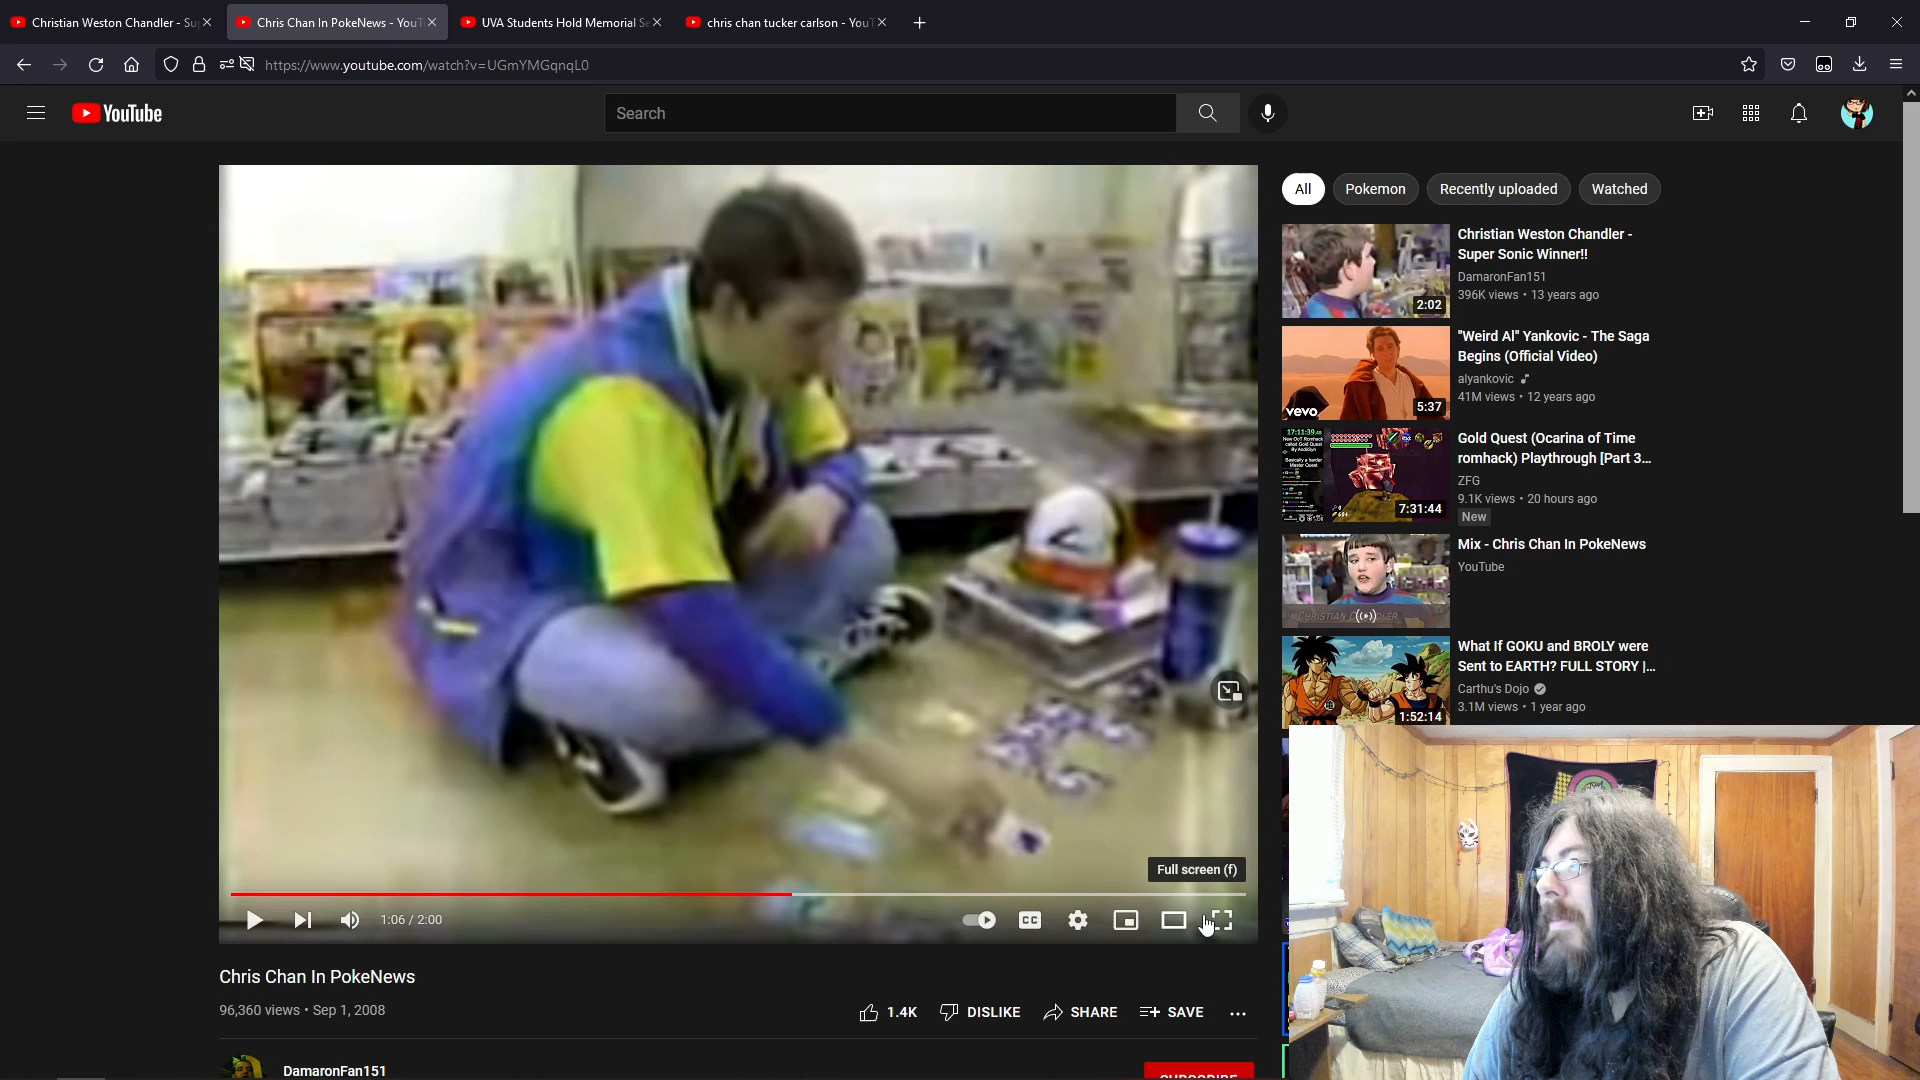 Christian Weston Chandler - Su
Chris Chan In PokeNews - YouT
UVA Students Hold Memorial Se
chris chan tucker carlson - YouT
https://www.youtube.com/watch?v=UGmYMGqnqL0
YouTube
Search
All
Pokemon
Recently uploaded
Watched
Christian Weston Chandler -
Super Sonic Winner!!
DamaronFan151
396K views • 13 years ago
2:02
"Weird Al" Yankovic - The Saga
Begins (Official Video)
alyankovic
41M views • 12 years ago
vevo
5:37
Gold Quest (Ocarina of Time
romhack) Playthrough [Part 3...
ZFG
9.1K views • 20 hours ago
New
17:11:39
7:31:44
Mix - Chris Chan In PokeNews
YouTube
What If GOKU and BROLY were
Sent to EARTH? FULL STORY |...
Carthu's Dojo
3.1M views • 1 year ago
1:52:14
Full screen (f)
1:06 / 2:00
CC
Chris Chan In PokeNews
96,360 views • Sep 1, 2008
1.4K
DISLIKE
SHARE
SAVE
DamaronFan151
SUBSCRIBE